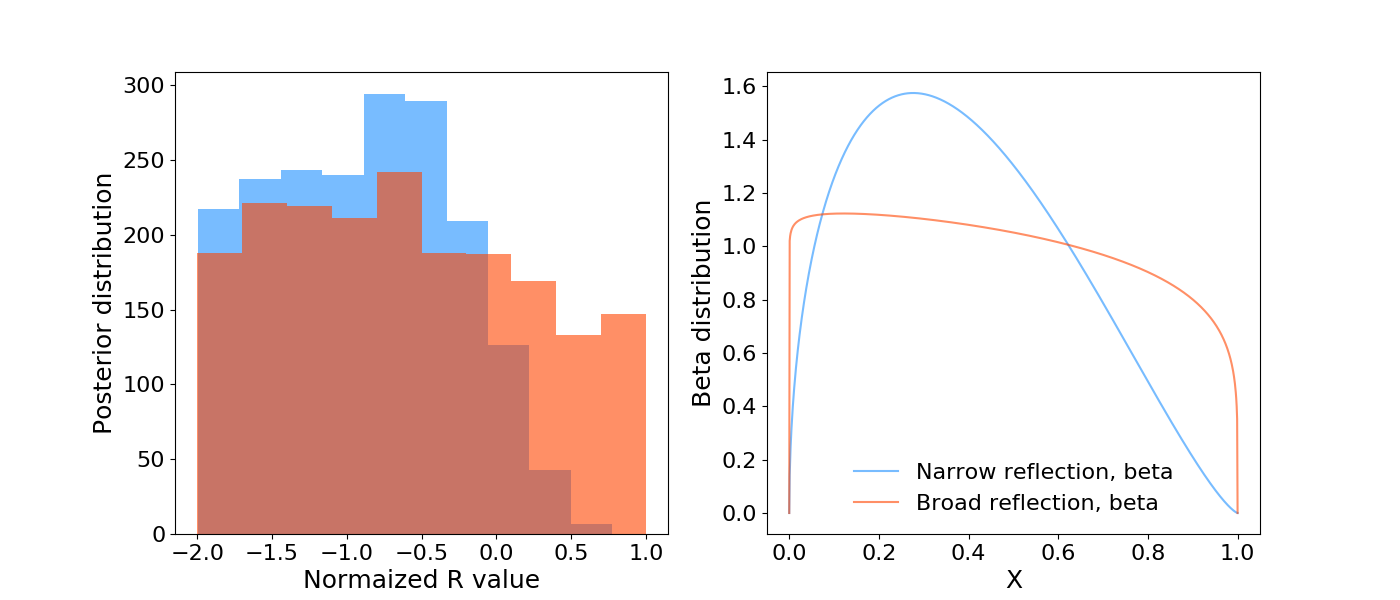 Posterior distribution
300
250
200
150
100
50
0
−2.0 −1.5 −1.0 −0.5 0.0 0.5 1.0
Normaized R value
Beta distribution
1.6
1.4
1.2
1.0
0.8
0.6
0.4
0.2
0.0
Narrow reflection, beta
Broad reflection, beta
0.0 0.2 0.4 0.6 0.8 1.0
X